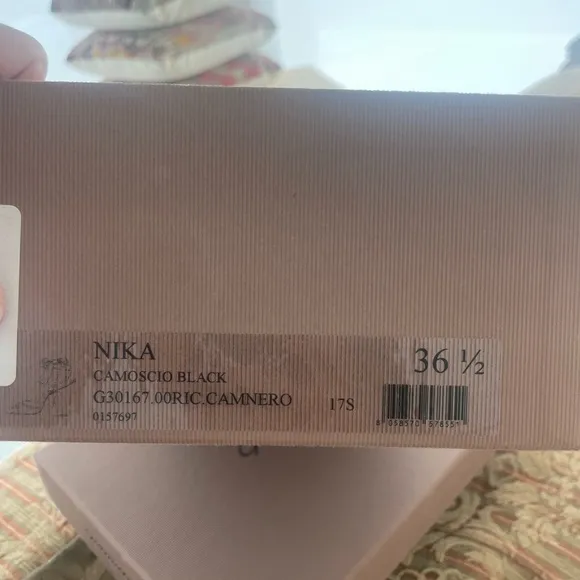 NIKA
36 ½
CAMOSCIO BLACK
G30167.00RIC.CAMNERO
17S
0157697